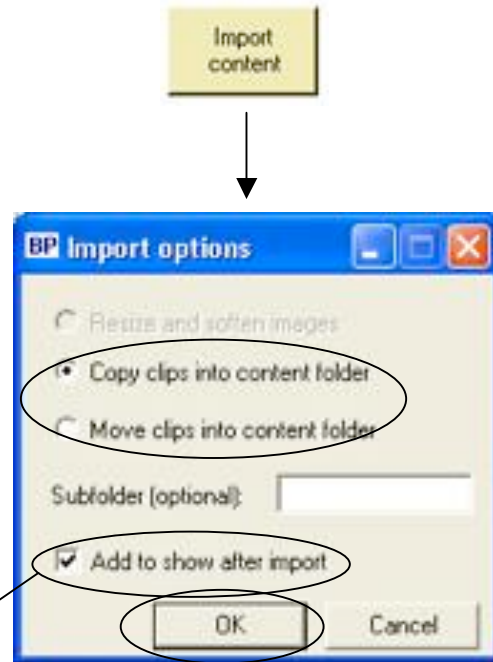 Import
content
BP Import options
Resize and soften images
Copy clips into content folder
Move clips into content folder
Subfolder (optional):
Add to show after import
OK Cancel